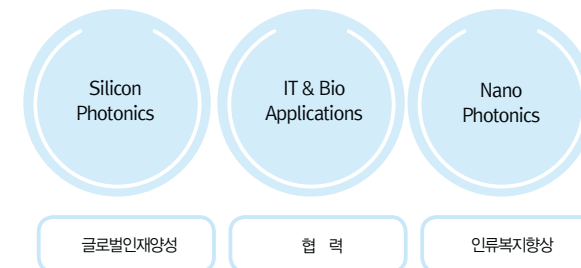 Silicon
Photonics
IT & Bio
Applications
Nano
Photonics
글로벌인재양성
협 력
인류복지향상